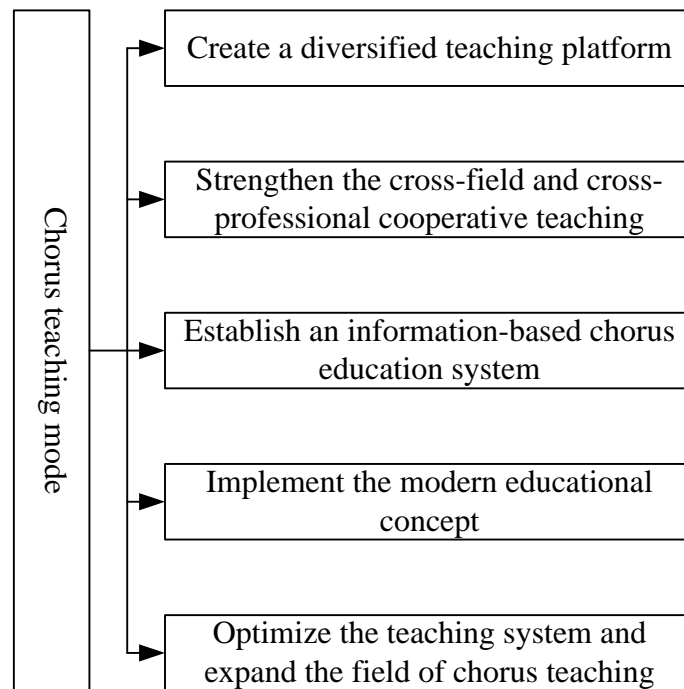 Chorus teaching mode
Create a diversified teaching platform
Strengthen the cross-field and cross-
professional cooperative teaching
Establish an information-based chorus
education system
Implement the modern educational
concept
Optimize the teaching system and
expand the field of chorus teaching